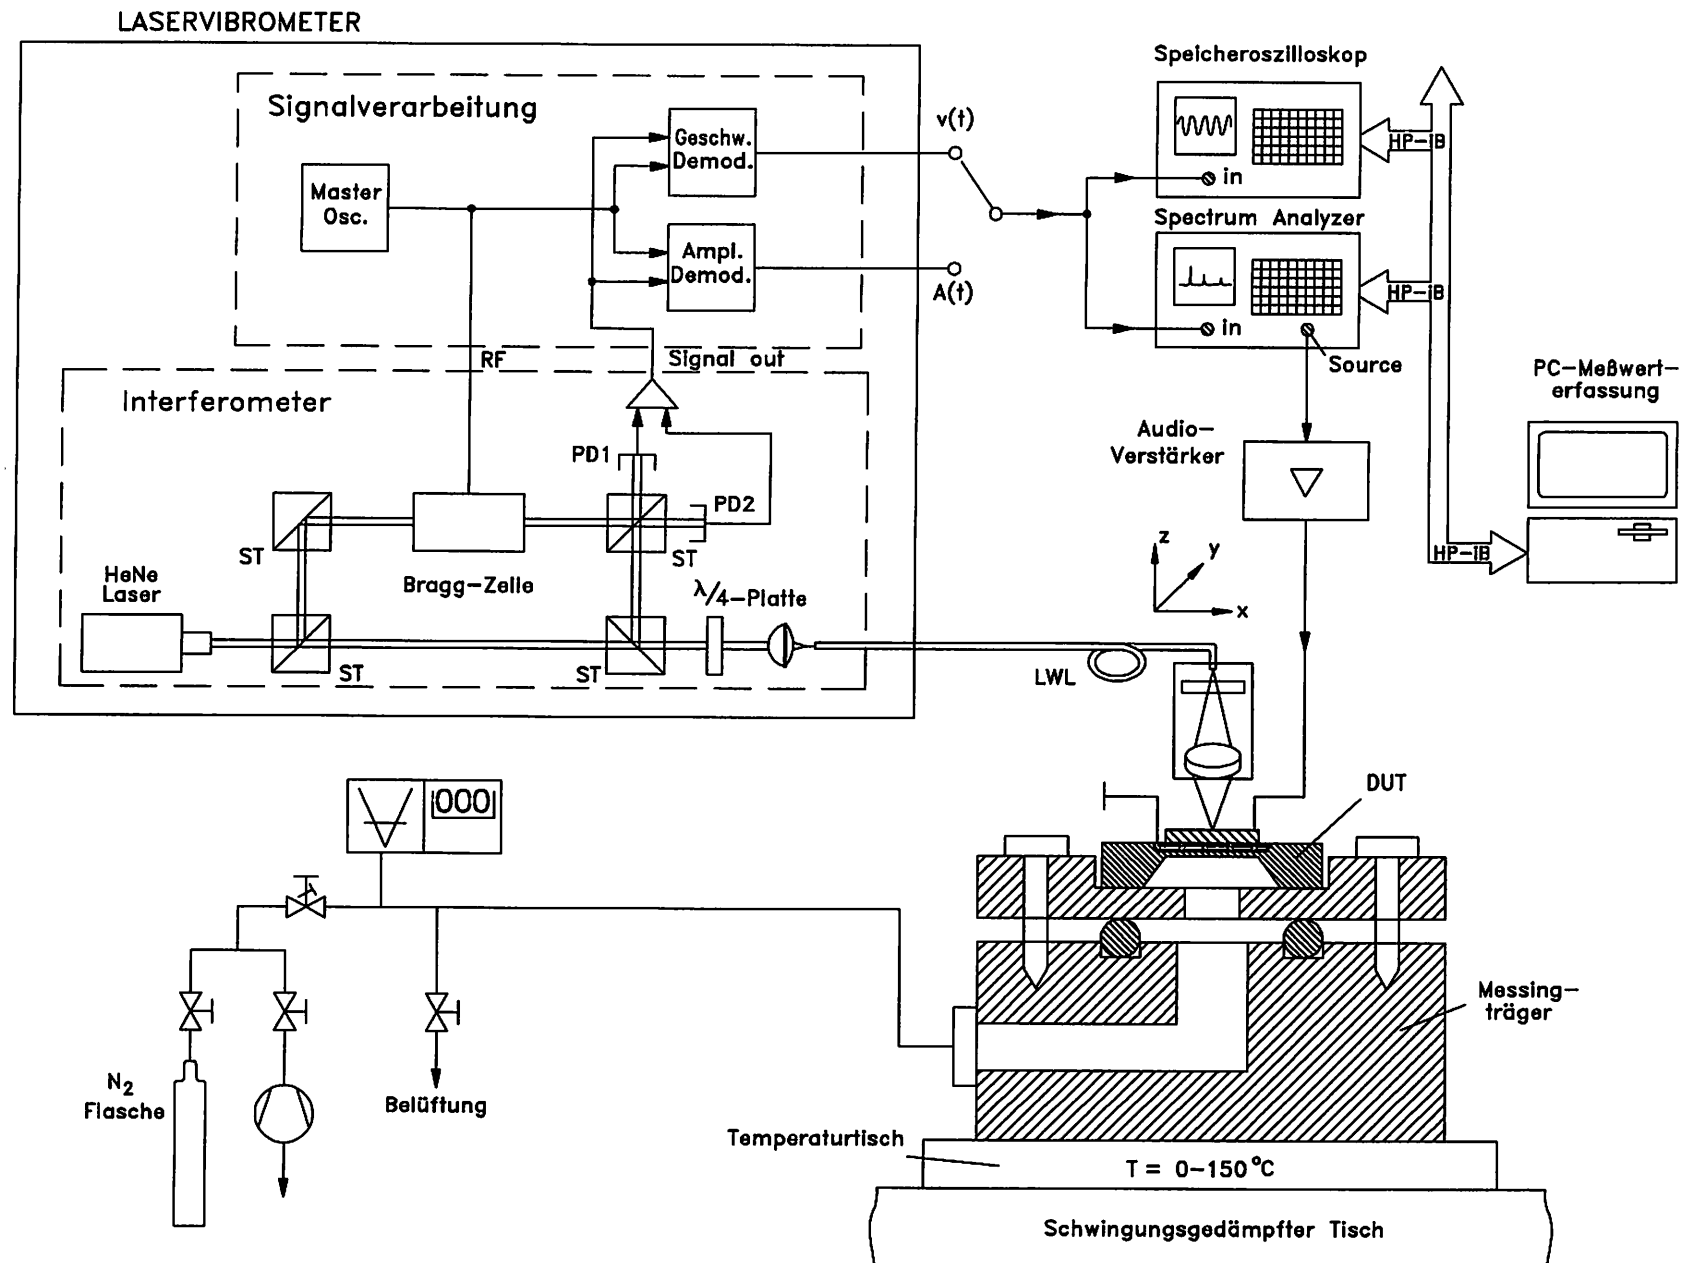 LASERVIBROMETER
Signalverarbeitung
Master
Osc.
Geschw.
Demod.
Ampl.
Demod.
v(t)
A(t)
RF
Signal out
Speicheroszilloskop
in
HP-IB
Spectrum Analyzer
in
HP-IB
Source
PC-Meßwert-
erfassung
HP-IB
Audio-
Verstärker
Interferometer
PD1
PD2
ST
ST
Bragg-Zelle
HeNe
Laser
λ/4-Platte
ST
ST
LWL
z
y
x
DUT
000
Messing-
träger
N2
Flasche
Belüftung
Temperaturtisch
T = 0-150°C
Schwingungsgedämpfter Tisch